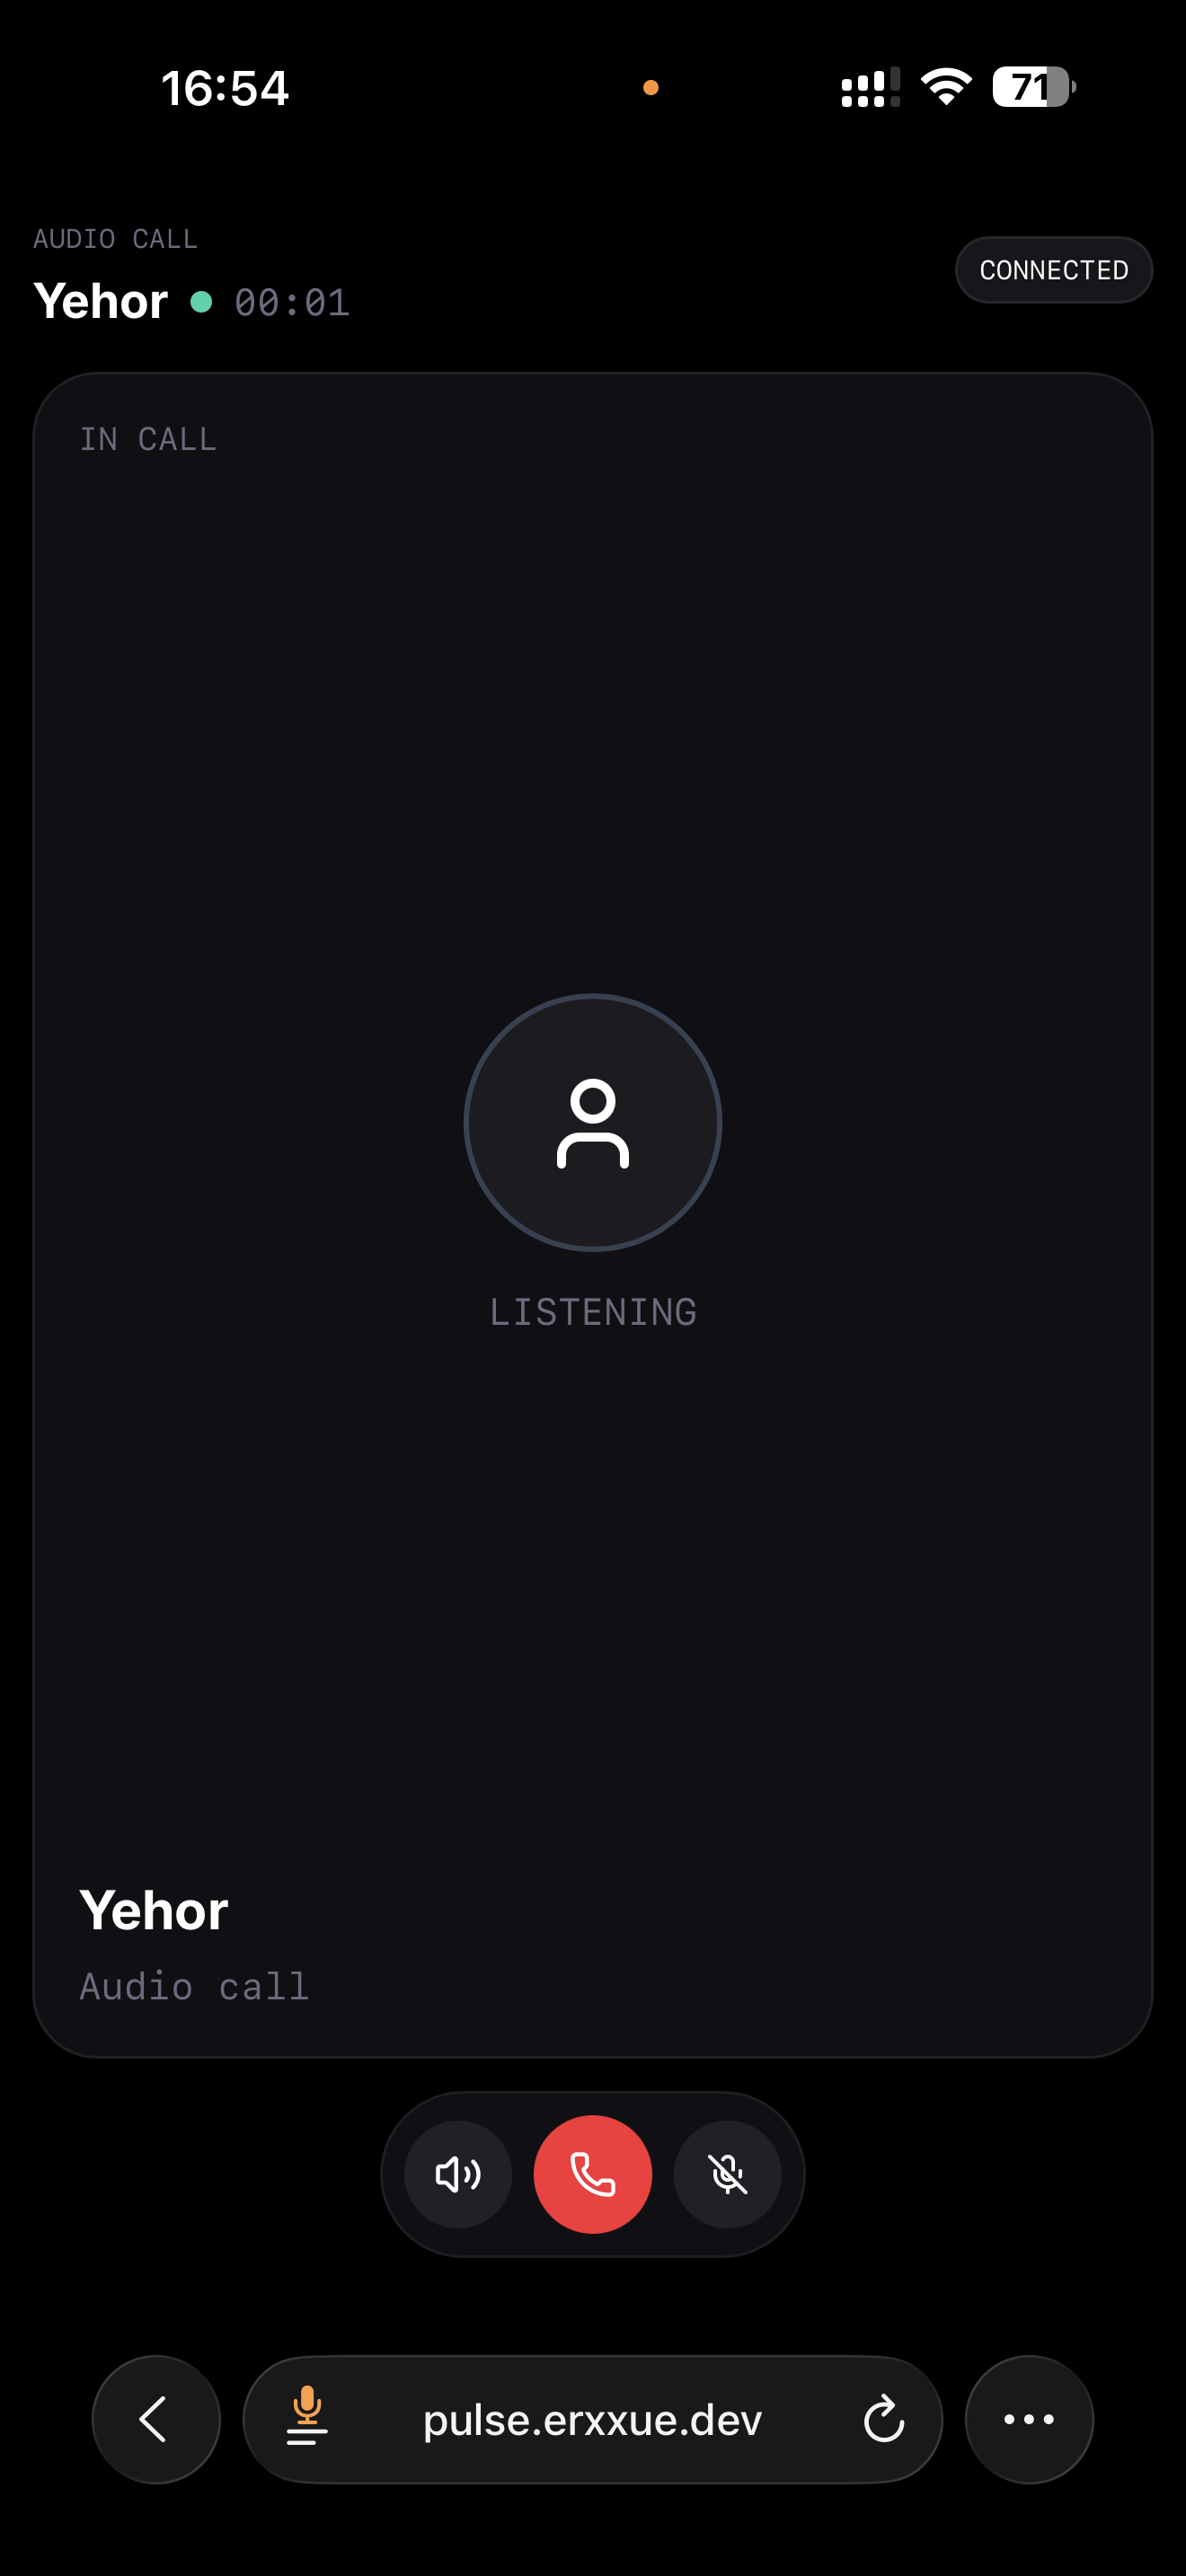 16:54
71
AUDIO CALL
Yehor 00:01
CONNECTED
IN CALL
LISTENING
Yehor
Audio call
pulse.erxxue.dev